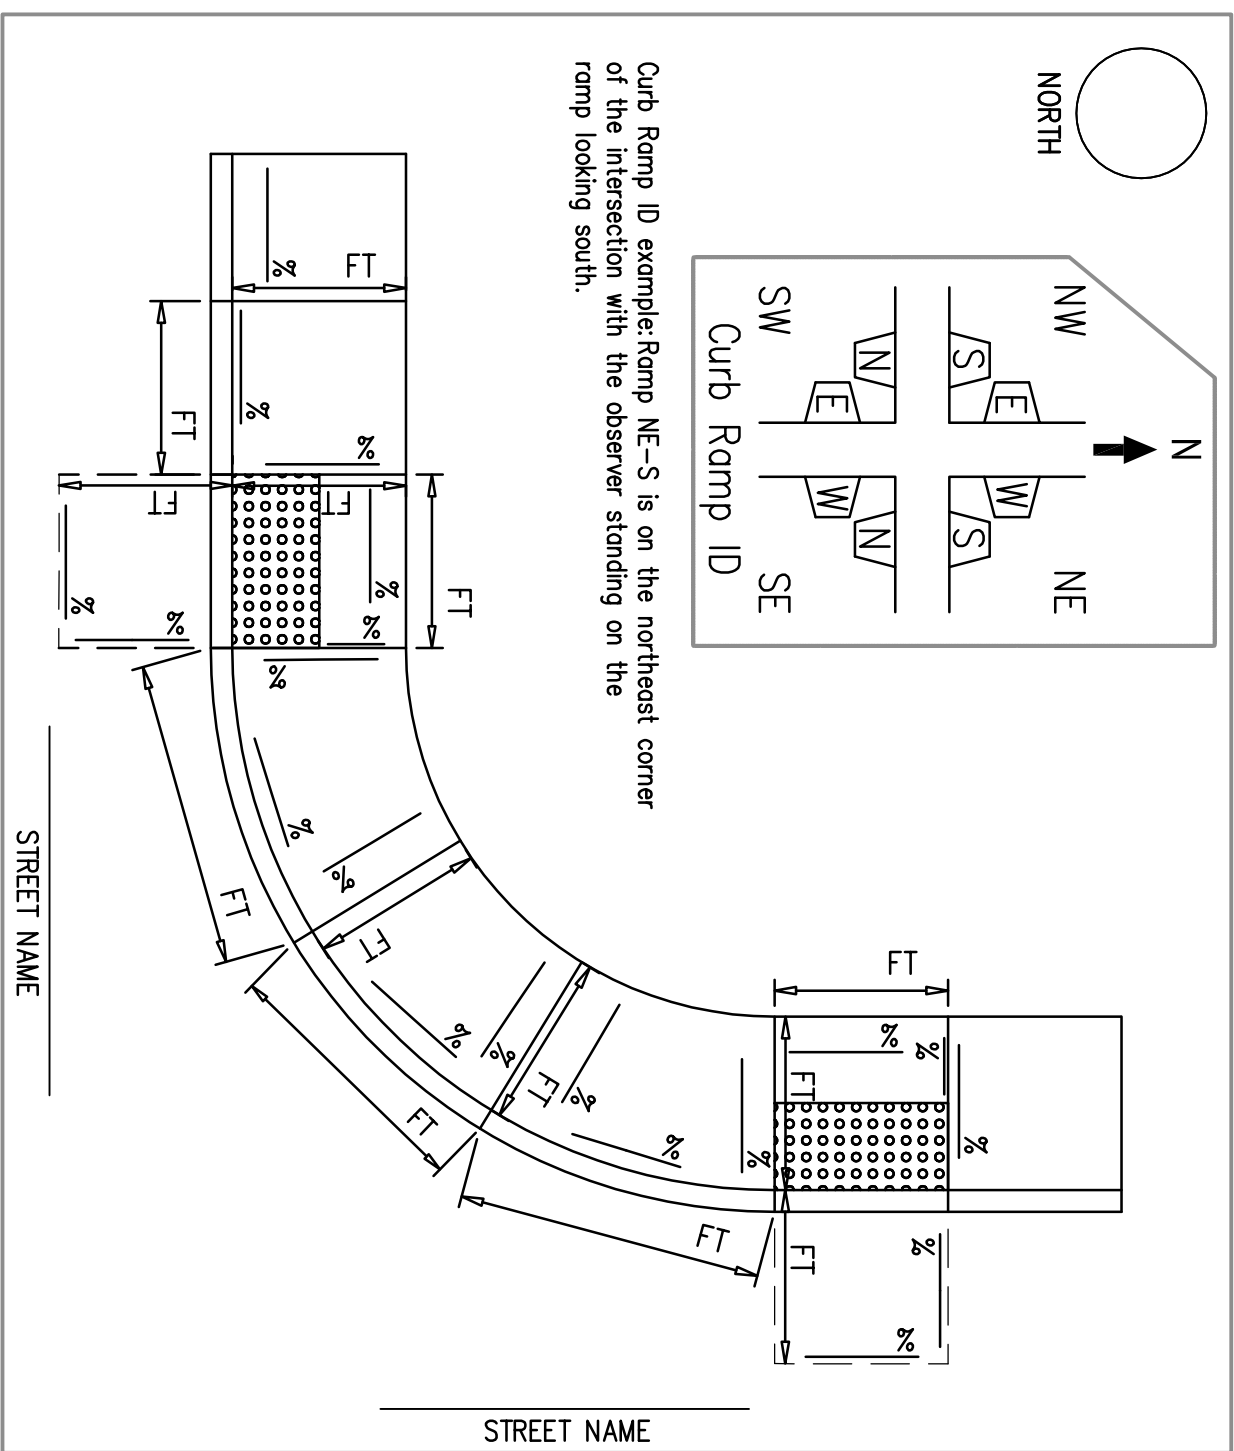 NORTH
N
NW
NE
E
W
S
S
N
N
E
W
SW
SE
Curb Ramp ID
Curb Ramp ID example: Ramp NE-S is on the northeast corner
of the intersection with the observer standing on the
ramp looking south.
FT
%
FT
%
%
FT
FT
%
%
FT
%
%
%
FT
%
%
FT
FT
%
%
FT
%
FT
%
%
FT
%
%
%
FT
FT
%
%
STREET NAME
STREET NAME